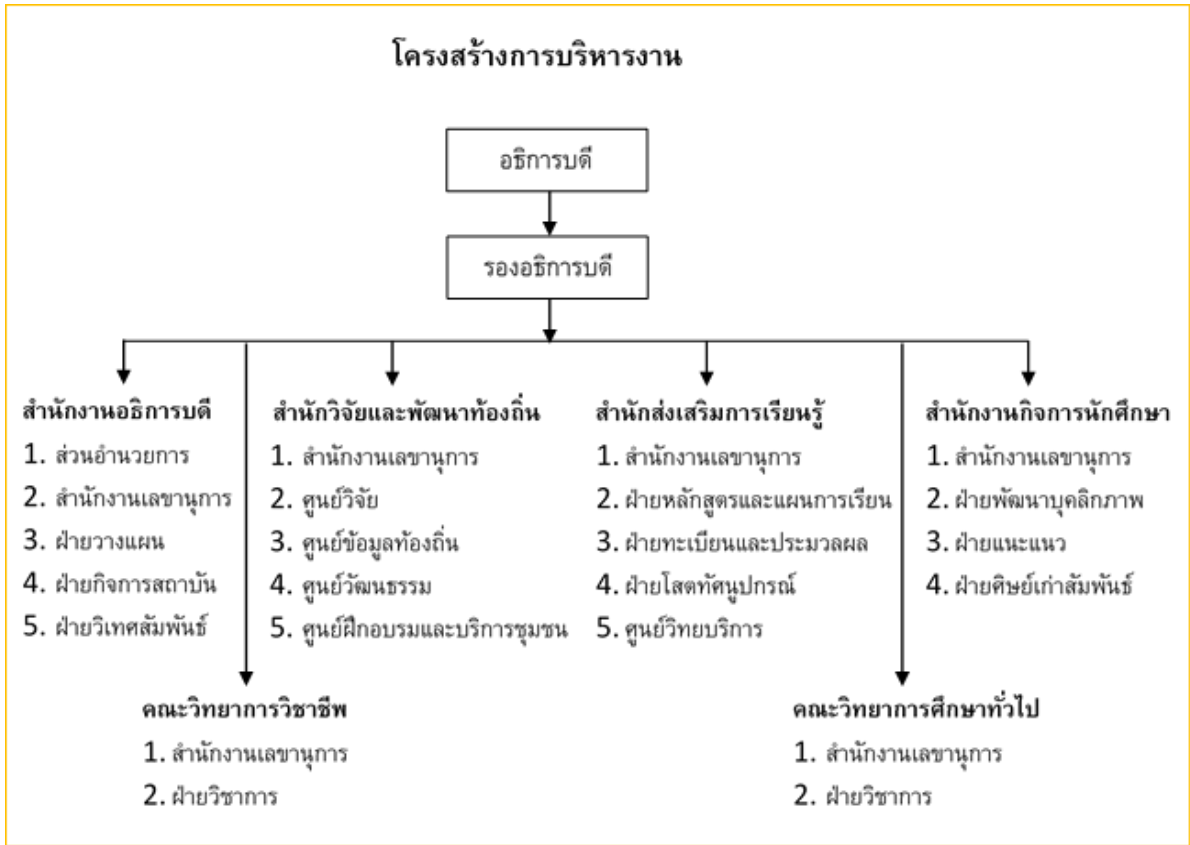 โครงสร้างการบริหารงาน
อธิการบดี
รองอธิการบดี
สำนักงานอธิการบดี
1. ส่วนอำนวยการ
2. สำนักงานเลขานุการ
3. ฝ่ายวางแผน
4. ฝ่ายกิจการสถาบัน
5. ฝ่ายวิเทศสัมพันธ์
สำนักวิจัยและพัฒนาท้องถิ่น
1. สำนักงานเลขานุการ
2. ศูนย์วิจัย
3. ศูนย์ข้อมูลท้องถิ่น
4. ศูนย์วัฒนธรรม
5. ศูนย์ฝึกอบรมและบริการชุมชน
สำนักส่งเสริมการเรียนรู้
1. สำนักงานเลขานุการ
2. ฝ่ายหลักสูตรและแผนการเรียน
3. ฝ่ายทะเบียนและประมวลผล
4. ฝ่ายโสตทัศนูปกรณ์
5. ศูนย์วิทยบริการ
สำนักงานกิจการนักศึกษา
1. สำนักงานเลขานุการ
2. ฝ่ายพัฒนาบุคลิกภาพ
3. ฝ่ายแนะแนว
4. ฝ่ายศิษย์เก่าสัมพันธ์
คณะวิทยาการวิชาชีพ
1. สำนักงานเลขานุการ
2. ฝ่ายวิชาการ
คณะวิทยาการศึกษาทั่วไป
1. สำนักงานเลขานุการ
2. ฝ่ายวิชาการ